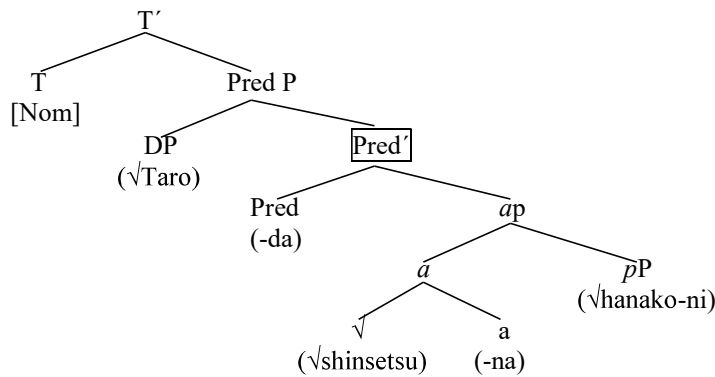 T´
T Pred P
[Nom]
DP Pred´
(√Taro)
Pred ap
(-da)
a pP
(√hanako-ni)
√ a
(√shinsetsu) (-na)